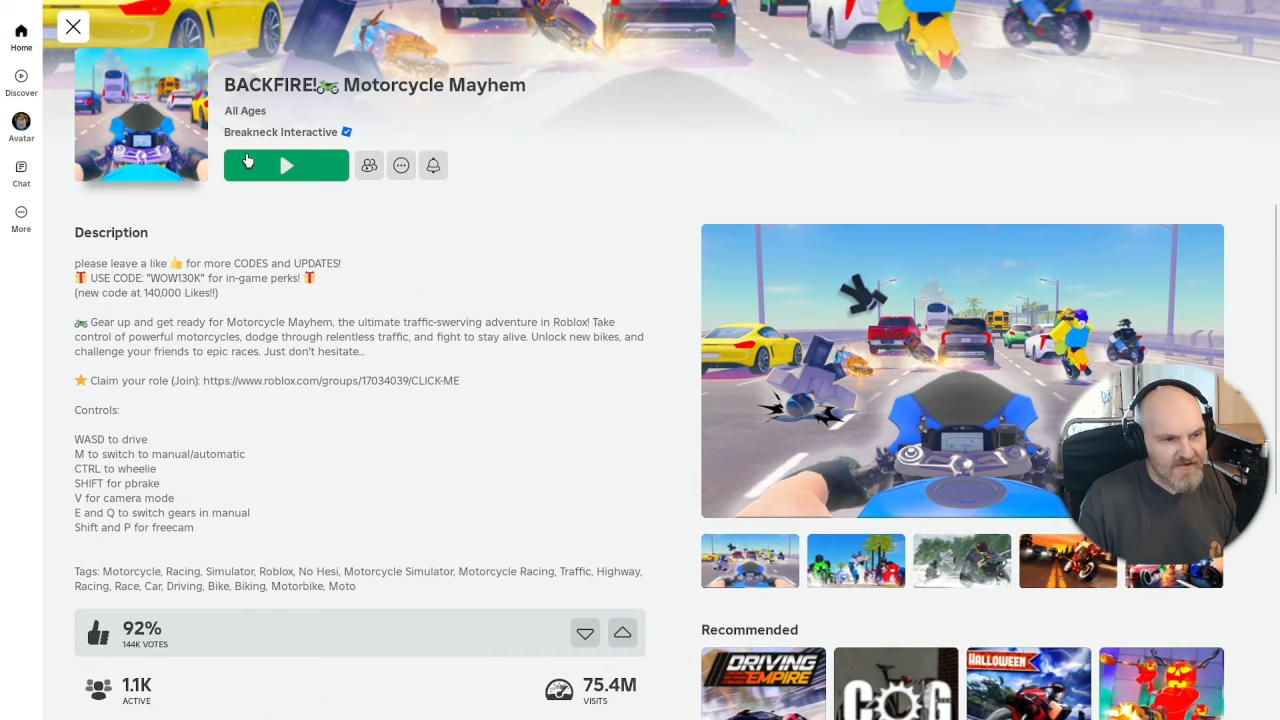 Home
Discover
Avatar
Chat
More
BACKFIRE!🏍️ Motorcycle Mayhem
All Ages
Breakneck Interactive
Description
please leave a like 👍 for more CODES and UPDATES!
🎁 USE CODE: "WOW130K" for in-game perks! 🎁
(new code at 140,000 Likes!!)
🏍️ Gear up and get ready for Motorcycle Mayhem, the ultimate traffic-swerving adventure in Roblox! Take
control of powerful motorcycles, dodge through relentless traffic, and fight to stay alive. Unlock new bikes, and
challenge your friends to epic races. Just don't hesitate...
⭐ Claim your role (Join): https://www.roblox.com/groups/17034039/CLICK-ME
Controls:
WASD to drive
M to switch to manual/automatic
CTRL to wheelie
SHIFT for pbrake
V for camera mode
E and Q to switch gears in manual
Shift and P for freecam
Tags: Motorcycle, Racing, Simulator, Roblox, No Hesi, Motorcycle Simulator, Motorcycle Racing, Traffic, Highway,
Racing, Race, Car, Driving, Bike, Biking, Motorbike, Moto
92%
144K VOTES
1.1K
ACTIVE
75.4M
VISITS
Recommended
DRIVING
EMPIRE
COG
HALLOWEEN